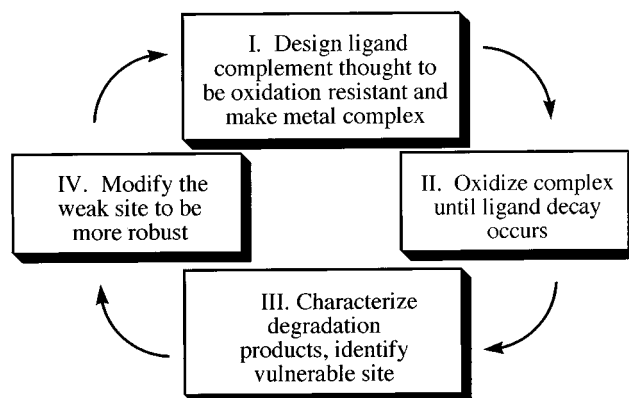 I. Design ligand
complement thought to
be oxidation resistant and
make metal complex
II. Oxidize complex
until ligand decay
occurs
III. Characterize
degradation
products, identify
vulnerable site
IV. Modify the
weak site to be
more robust